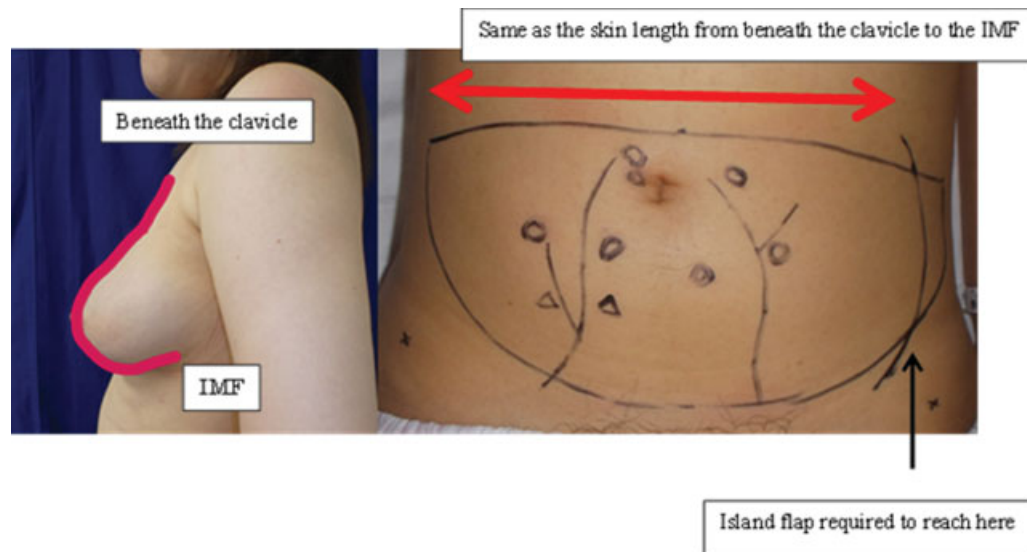 Same as the skin length from beneath the clavicle to the IMF
Beneath the clavicle
IMF
Island flap required to reach here